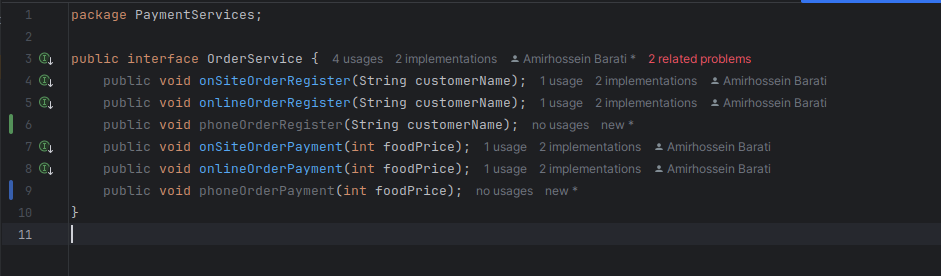 1 package PaymentServices;
2
3 public interface OrderService { 4 usages 2 implementations Amirhossein Barati * 2 related problems
4 public void onSiteOrderRegister(String customerName); 1 usage 2 implementations Amirhossein Barati
5 public void onlineOrderRegister(String customerName); 1 usage 2 implementations Amirhossein Barati
6 public void phoneOrderRegister(String customerName); no usages new *
7 public void onSiteOrderPayment(int foodPrice); 1 usage 2 implementations Amirhossein Barati
8 public void onlineOrderPayment(int foodPrice); 1 usage 2 implementations Amirhossein Barati
9 public void phoneOrderPayment(int foodPrice); no usages new *
10 }
11